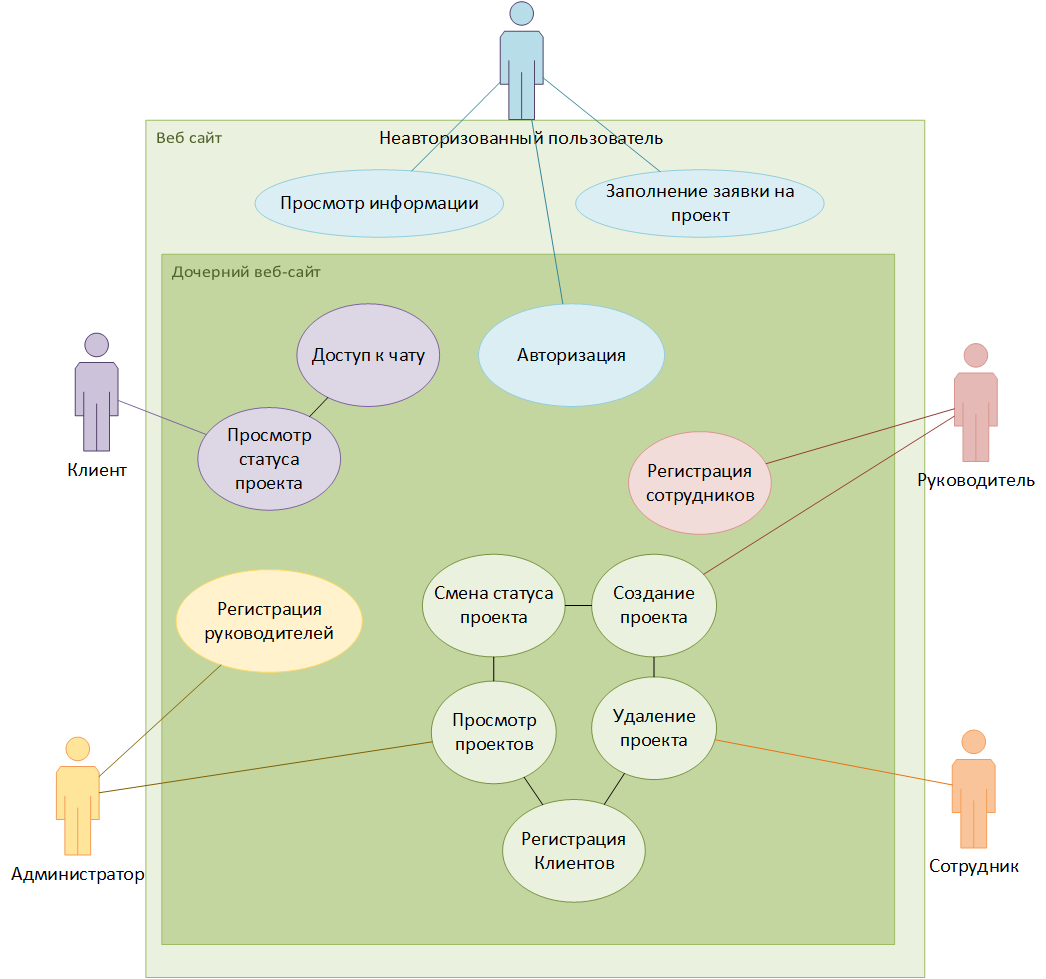 Веб сайт
Неавторизованный пользователь
Просмотр информации
Заполнение заявки на
проект
Дочерний веб-сайт
Доступ к чату
Авторизация
Просмотр
статуса
проекта
Клиент
Регистрация
сотрудников
Руководитель
Регистрация
руководителей
Смена статуса
проекта
Создание
проекта
Просмотр
проектов
Удаление
проекта
Регистрация
Клиентов
Администратор
Сотрудник